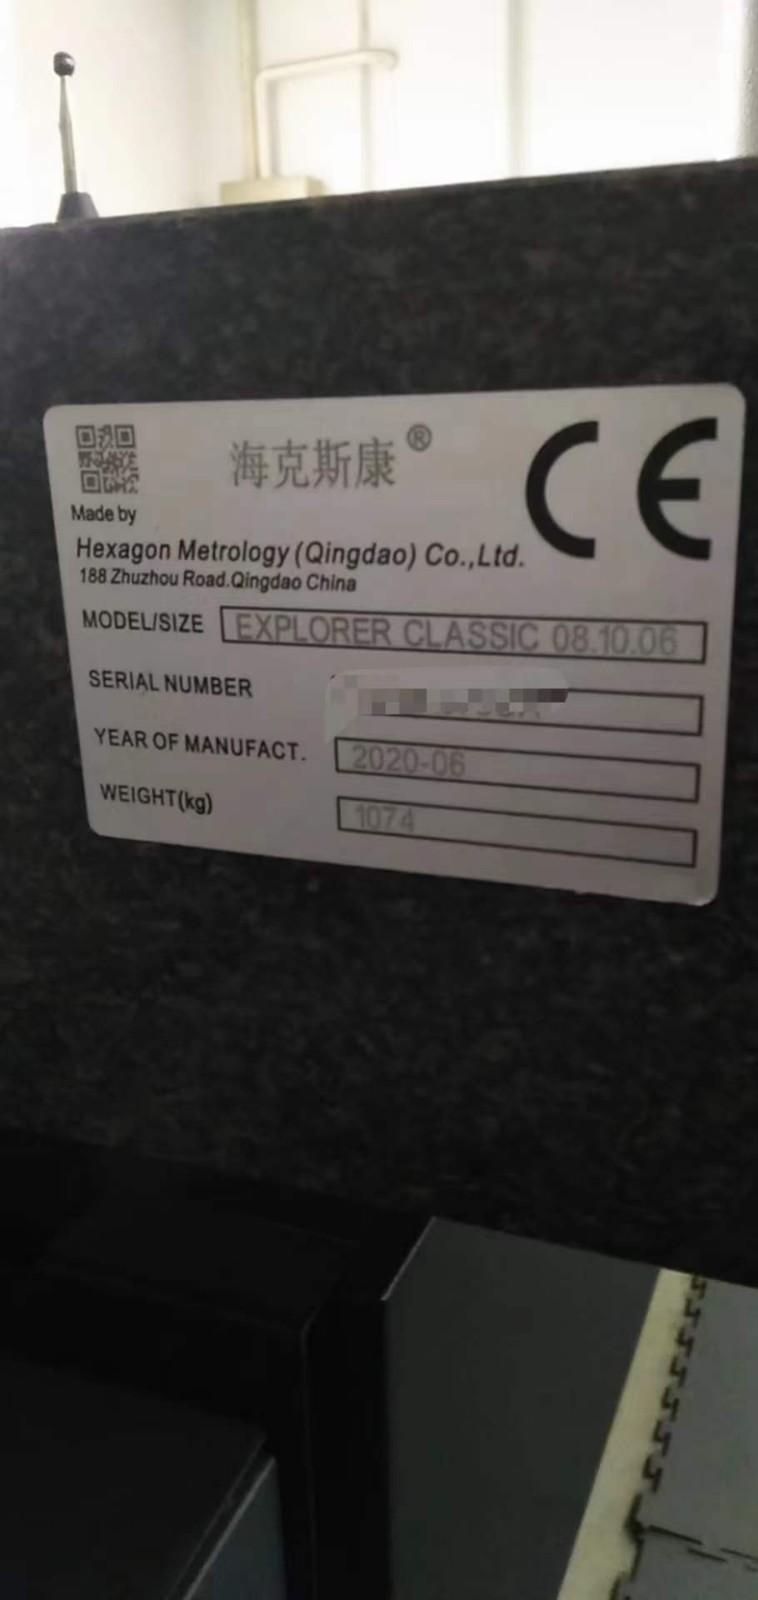 海克斯康®
CE
Made by
Hexagon Metrology (Qingdao) Co.,Ltd.
188 Zhuzhou Road.Qingdao China
MODEL/SIZE EXPLORER CLASSIC 08.10.06
SERIAL NUMBER
YEAR OF MANUFACT. 2020-06
WEIGHT(kg) 1074